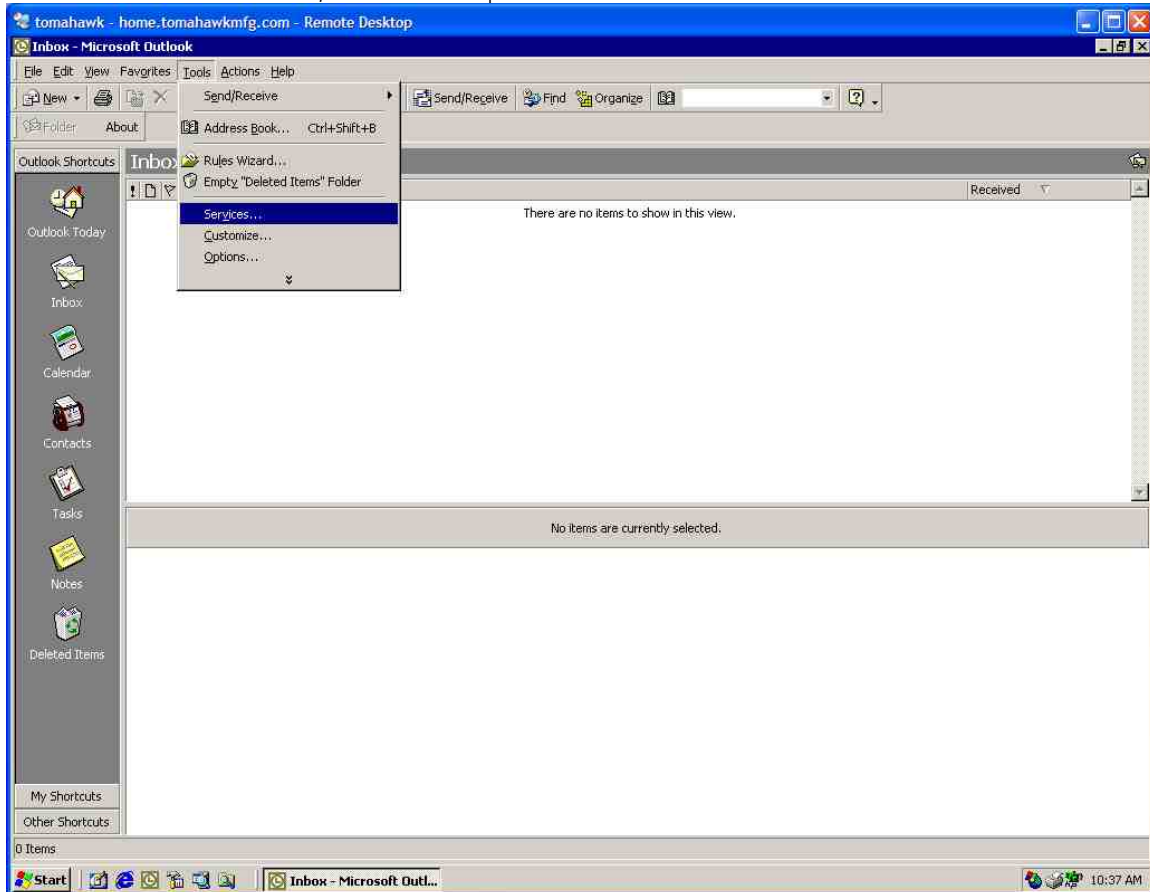 tomahawk - home.tomahawkmfg.com - Remote Desktop
Inbox - Microsoft Outlook
File Edit View Favorites Tools Actions Help
New Send/Receive Find Organize
Folder About
Send/Receive
Address Book... Ctrl+Shift+B
Rules Wizard...
Empty "Deleted Items" Folder
Services...
Customize...
Options...
Outlook Shortcuts
Inbox
Received
There are no items to show in this view.
Outlook Today
Inbox
Calendar
Contacts
Tasks
No items are currently selected.
Notes
Deleted Items
My Shortcuts
Other Shortcuts
0 Items
Start Inbox - Microsoft Outl... 10:37 AM